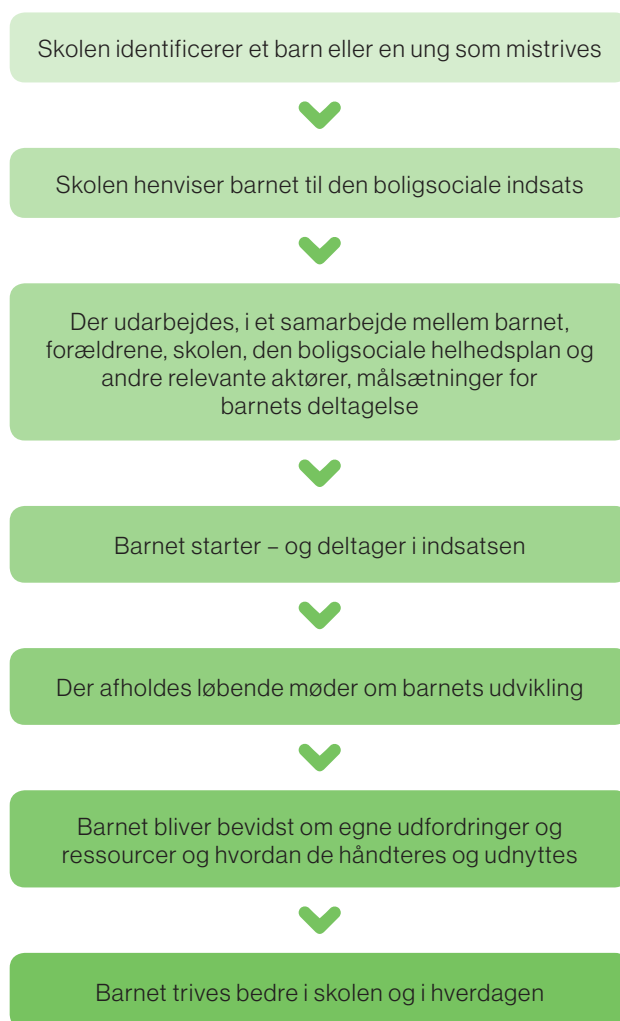 Skolen identificerer et barn eller en ung som mistrives
Skolen henviser barnet til den boligsociale indsats
Der udarbejdes, i et samarbejde mellem barnet,
forældrene, skolen, den boligsociale helhedsplan og
andre relevante aktører, målsætninger for
barnets deltagelse
Barnet starter – og deltager i indsatsen
Der afholdes løbende møder om barnets udvikling
Barnet bliver bevidst om egne udfordringer og
ressourcer og hvordan de håndteres og udnyttes
Barnet trives bedre i skolen og i hverdagen